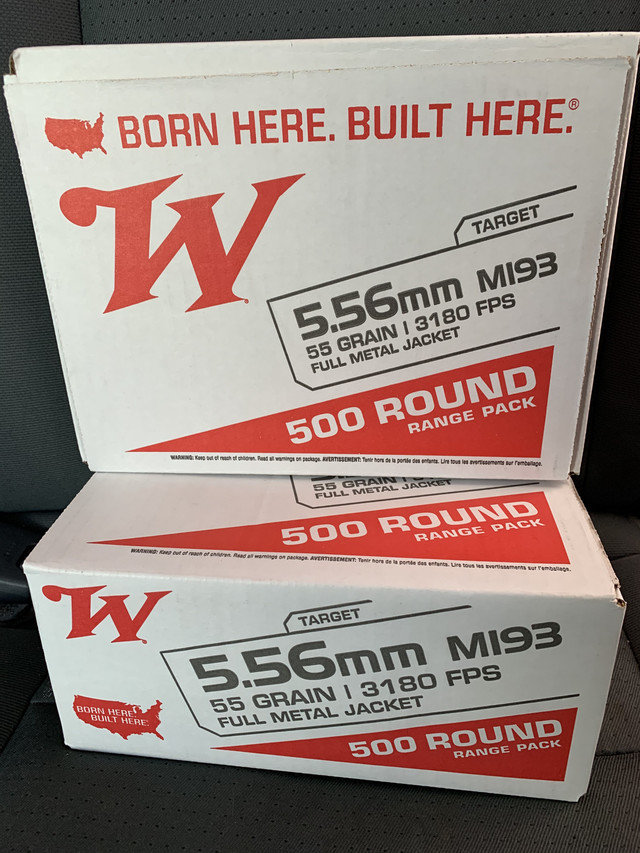 BORN HERE. BUILT HERE.®
W
TARGET
5.56mm M193
55 GRAIN | 3180 FPS
FULL METAL JACKET
500 ROUND
RANGE PACK
WARNING: Keep out of reach of children. Read all warnings on package. AVERTISSEMENT: Tenir hors de la portée des enfants. Lire tous les avertissements sur l'emballage.
55 GRAIN
FULL METAL JACKET
500 ROUND
RANGE PACK
WARNING: Keep out of reach of children. Read all warnings on package. AVERTISSEMENT: Tenir hors de la portée des enfants. Lire tous les avertissements sur l'emballage.
W
TARGET
5.56mm M193
55 GRAIN | 3180 FPS
FULL METAL JACKET
BORN HERE.
BUILT HERE.
500 ROUND
RANGE PACK